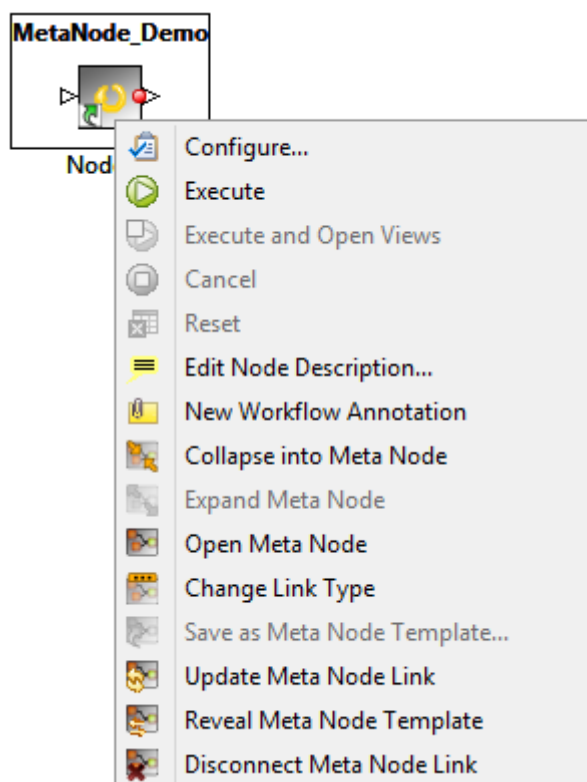 MetaNode_Demo
Node
Configure...
Execute
Execute and Open Views
Cancel
Reset
Edit Node Description...
New Workflow Annotation
Collapse into Meta Node
Expand Meta Node
Open Meta Node
Change Link Type
Save as Meta Node Template...
Update Meta Node Link
Reveal Meta Node Template
Disconnect Meta Node Link